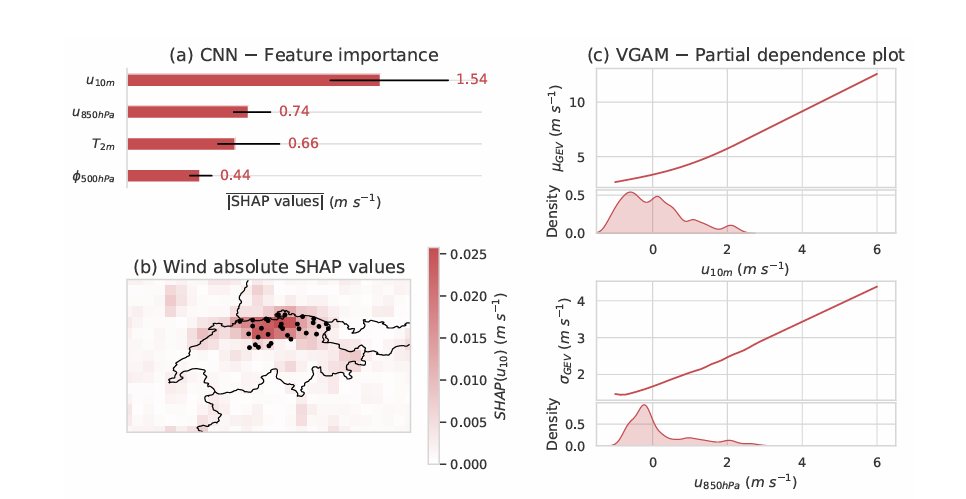 (a) CNN − Feature importance
u10m 1.54
u850hPa 0.74
T2m 0.66
ϕ500hPa 0.44
|SHAP values| (m s−1)
(b) Wind absolute SHAP values
0.025
0.020
0.015
0.010
0.005
0.000
SHAP(u10) (m s−1)
(c) VGAM − Partial dependence plot
μGEV (m s−1)
10
5
Density
0.5
0.0
0 2 4 6
u10m (m s−1)
σGEV (m s−1)
4
3
2
Density
0.5
0.0
0 2 4 6
u850hPa (m s−1)